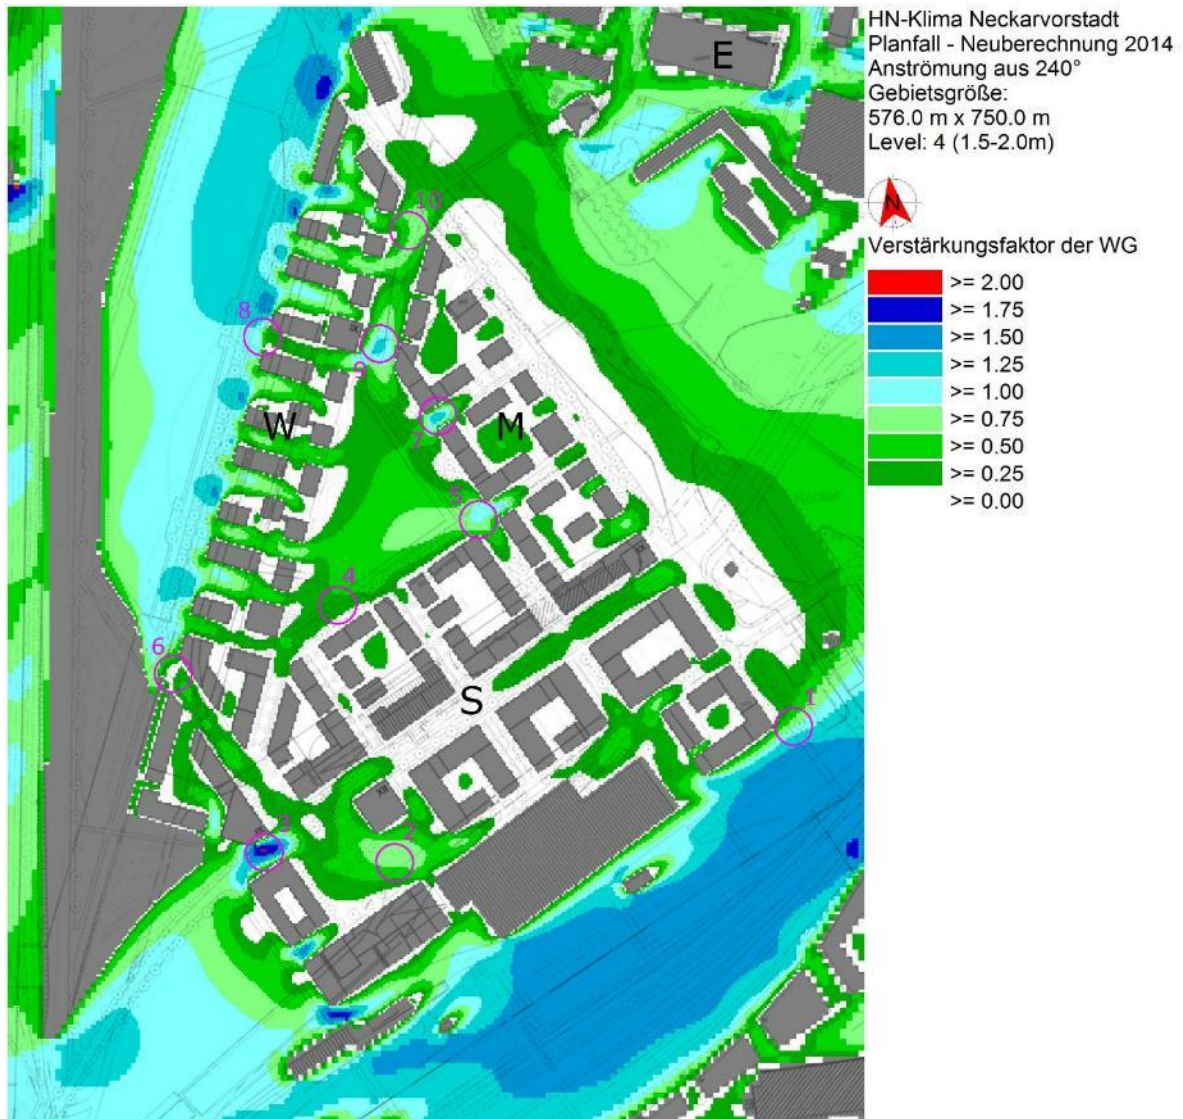 HN-Klima Neckarvorstadt
Planfall - Neuberechnung 2014
Anströmung aus 240°
Gebietsgröße:
576.0 m x 750.0 m
Level: 4 (1.5-2.0m)
N
Verstärkungsfaktor der WG
>= 2.00
>= 1.75
>= 1.50
>= 1.25
>= 1.00
>= 0.75
>= 0.50
>= 0.25
>= 0.00
E
10
8
9
W
7
M
5
4
6
S
1
3
2